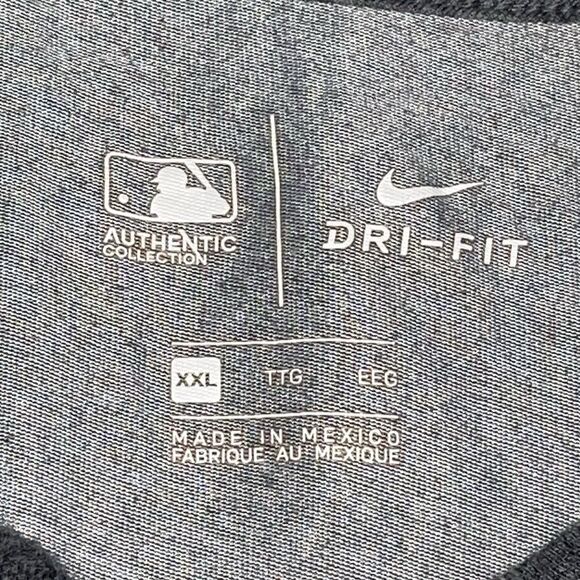 AUTHENTIC
COLLECTION
DRI-FIT
XXL TTG EEG
MADE IN MEXICO
FABRIQUE AU MEXIQUE